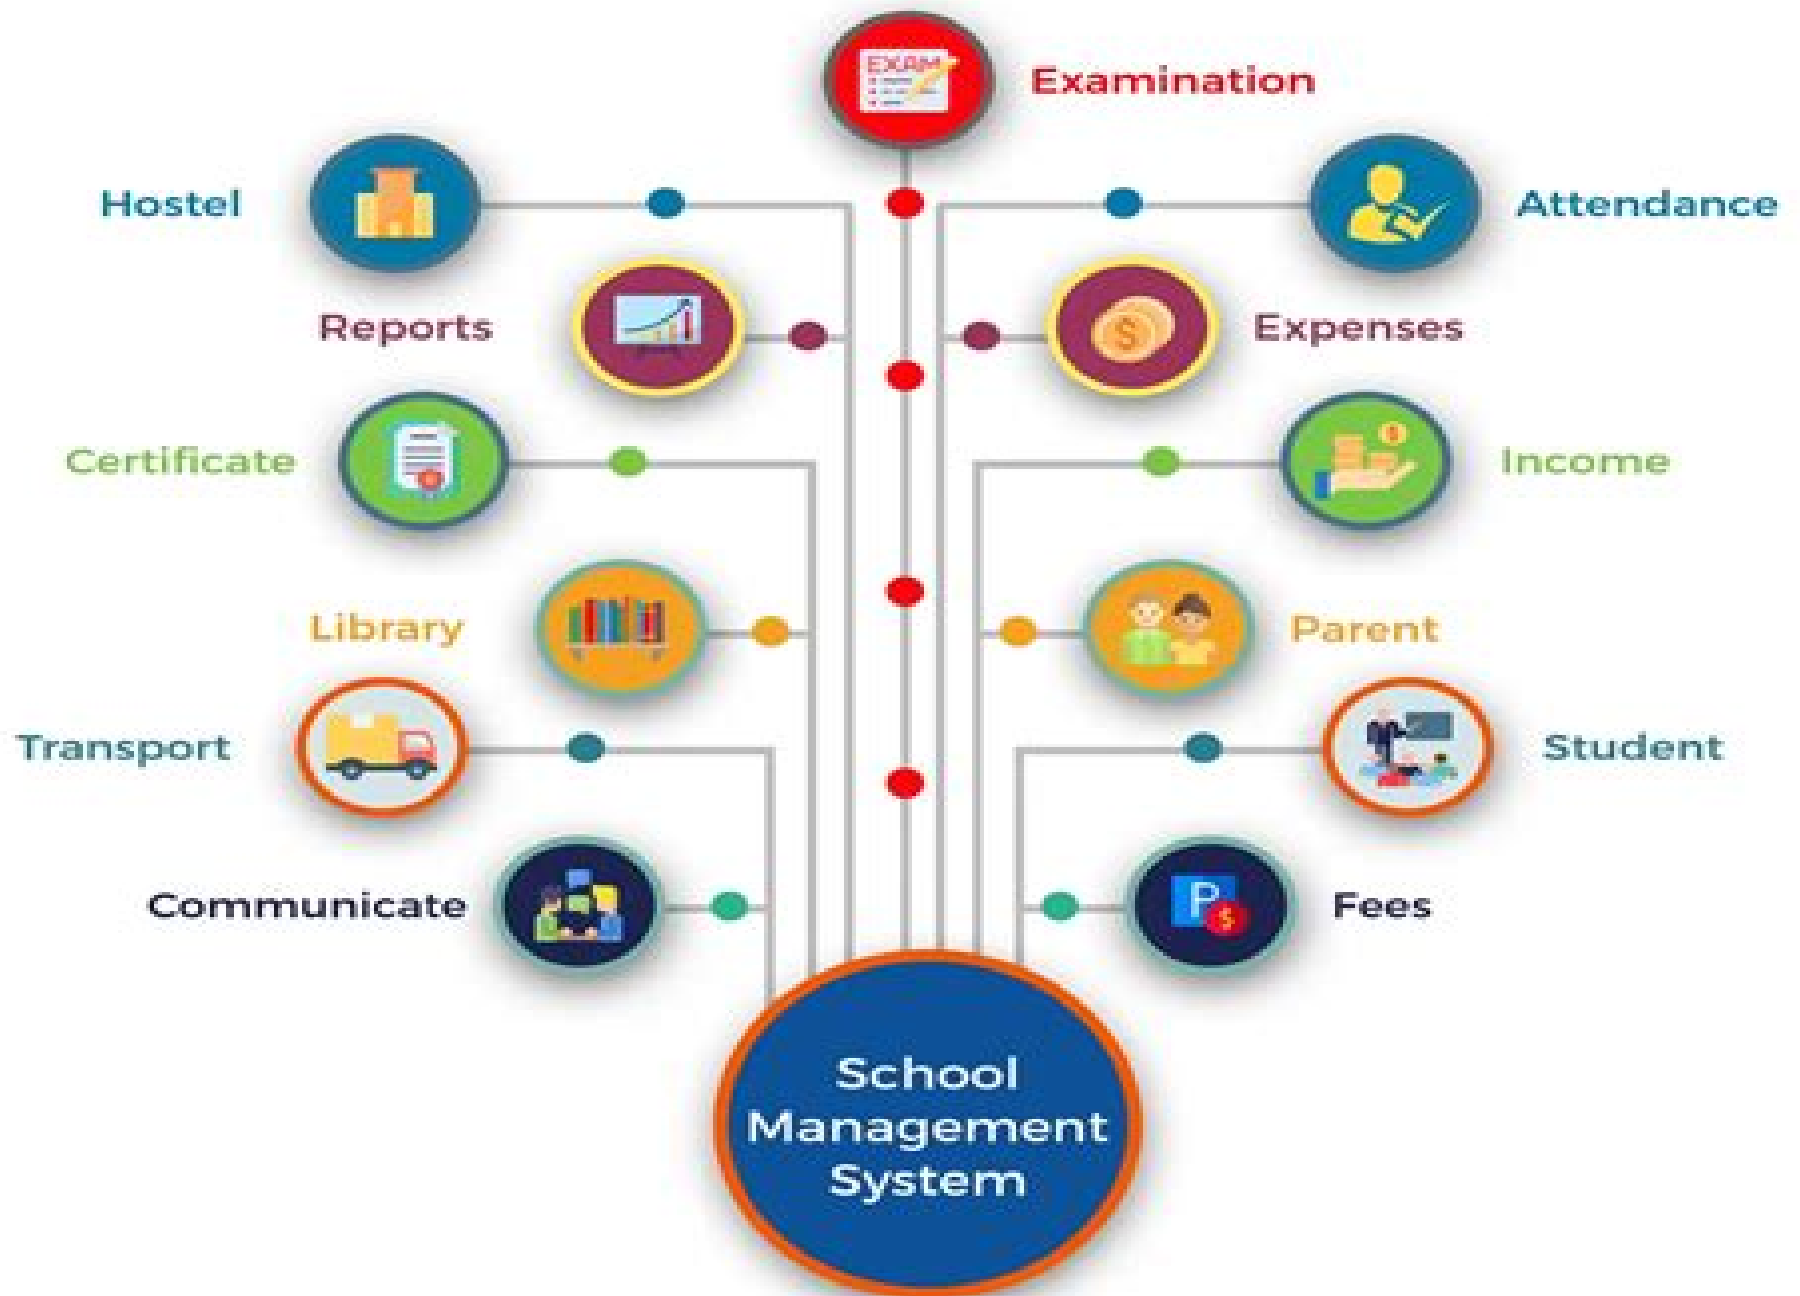 EXAM
Examination
Hostel
Attendance
$
Reports
Expenses
$
Certificate
Income
Library
Parent
Transport
Student
P
$
Communicate
Fees
School
Management
System